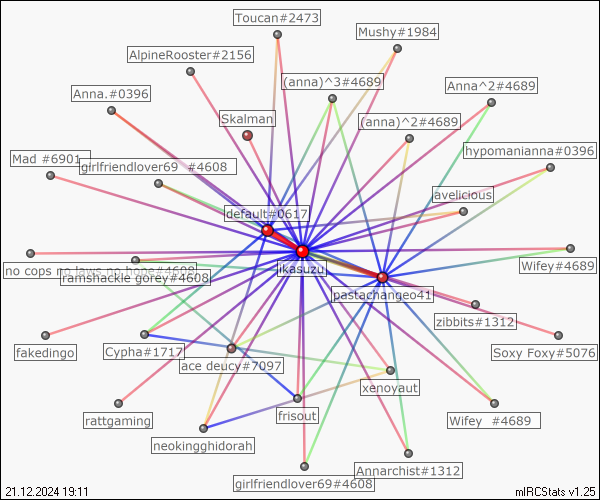 Toucan#2473
Mushy#1984
AlpineRooster#2156
(anna)^3#4689
Anna^2#4689
Anna.#0396
Skalman
(anna)^2#4689
hypomanianna#0396
Mad #6901
girlfriendlover69 #4608
avelicious
default#0617
no cops no laws no hope#4608
ramshackle gorey#4608
likasuzu
Wifey#4689
pastachangeo41
zibbits#1312
fakedingo
Cypha#1717
Soxy Foxy#5076
ace deucy#7097
xenoyaut
rattgaming
frisout
Wifey #4689
neokingghidorah
Annarchist#1312
girlfriendlover69#4608
21.12.2024 19:11
mIRCStats v1.25